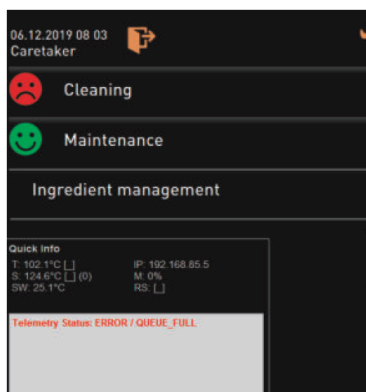 06.12.2019 08 03
Caretaker
Cleaning
Maintenance
Ingredient management
Quick Info
T: 102.1°C [_] IP: 192.168.85.5
S: 124.6°C [_] (0) M: 0%
SW: 25.1°C RS: [_]
Telemetry Status: ERROR / QUEUE_FULL